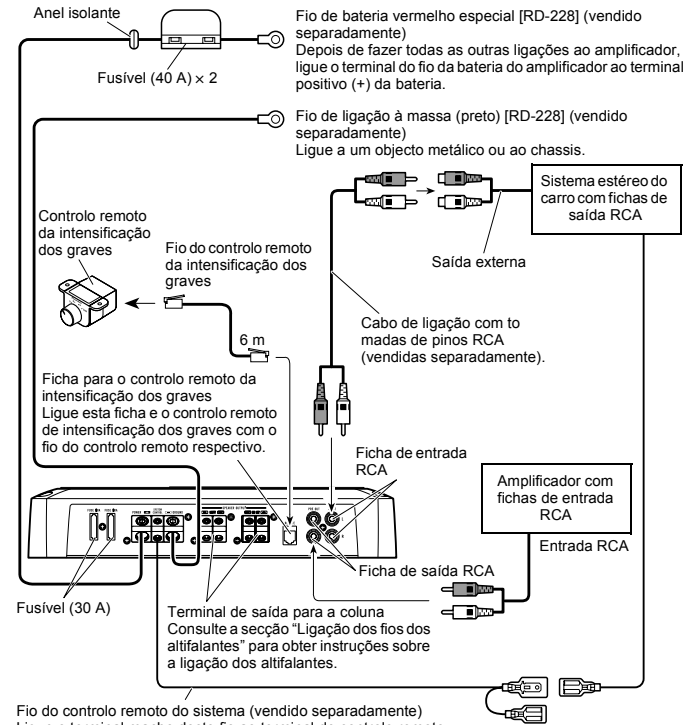 Anel isolante
Fusível (40 A) × 2
Fio de bateria vermelho especial [RD-228] (vendido
separadamente)
Depois de fazer todas as outras ligações ao amplificador,
ligue o terminal do fio da bateria do amplificador ao terminal
positivo (+) da bateria.
Fio de ligação à massa (preto) [RD-228] (vendido
separadamente)
Ligue a um objecto metálico ou ao chassis.
Sistema estéreo do
carro com fichas de
saída RCA
Controlo remoto
da intensificação
dos graves
Fio do controlo remoto
da intensificação dos
graves
Saída externa
6 m
Cabo de ligação com to
madas de pinos RCA
(vendidas separadamente).
Ficha para o controlo remoto da
intensificação dos graves
Ligue esta ficha e o controlo remoto
de intensificação dos graves com o
fio do controlo remoto respectivo.
Ficha de entrada
RCA
Amplificador com
fichas de entrada
RCA
Entrada RCA
Ficha de saída RCA
Fusível (30 A)
Terminal de saída para a coluna
Consulte a secção “Ligação dos fios dos
altifalantes” para obter instruções sobre
a ligação dos altifalantes.
Fio do controlo remoto do sistema (vendido separadamente)